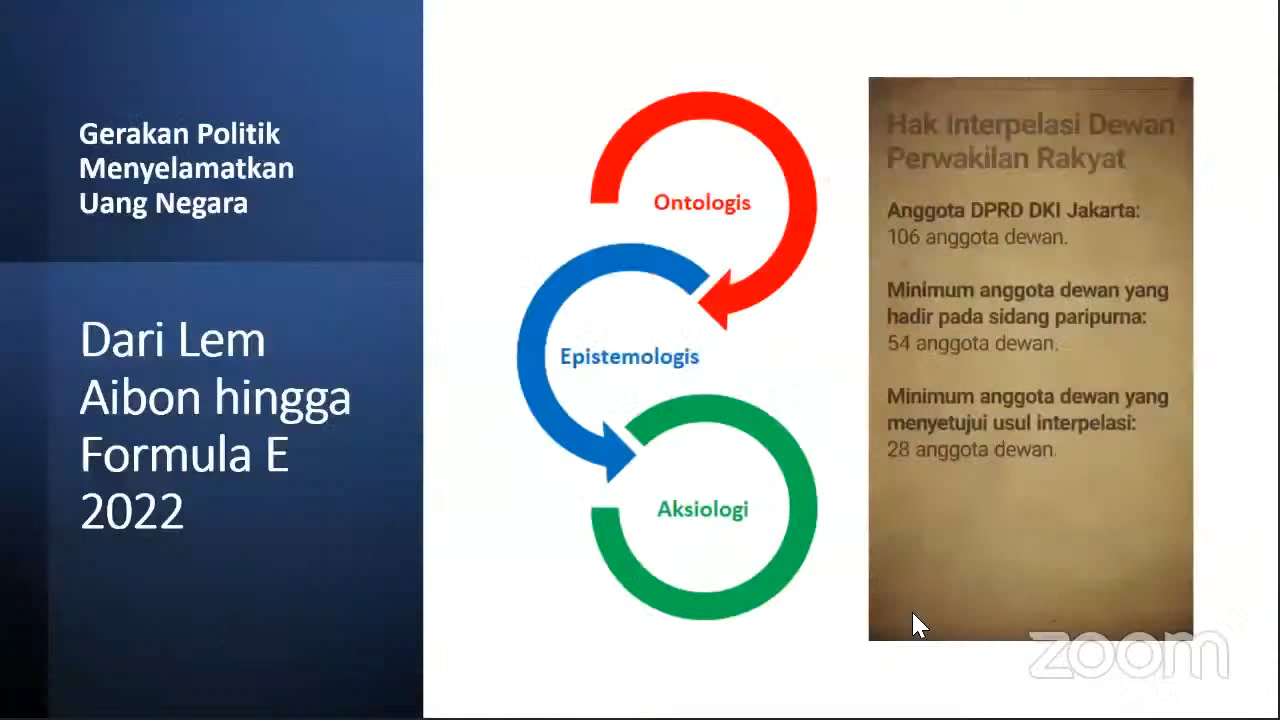 Gerakan Politik
Menyelamatkan
Uang Negara
Dari Lem
Aibon hingga
Formula E
2022
Ontologis
Epistemologis
Aksiologi
Hak Interpelasi Dewan
Perwakilan Rakyat
Anggota DPRD DKI Jakarta:
106 anggota dewan.
Minimum anggota dewan yang
hadir pada sidang paripurna:
54 anggota dewan.
Minimum anggota dewan yang
menyetujui usul interpelasi:
28 anggota dewan.
zoom